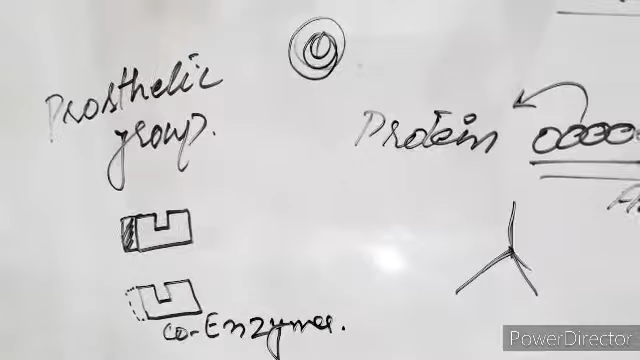 Prosthetic
group.
Protein
co-Enzymes.
PowerDirector